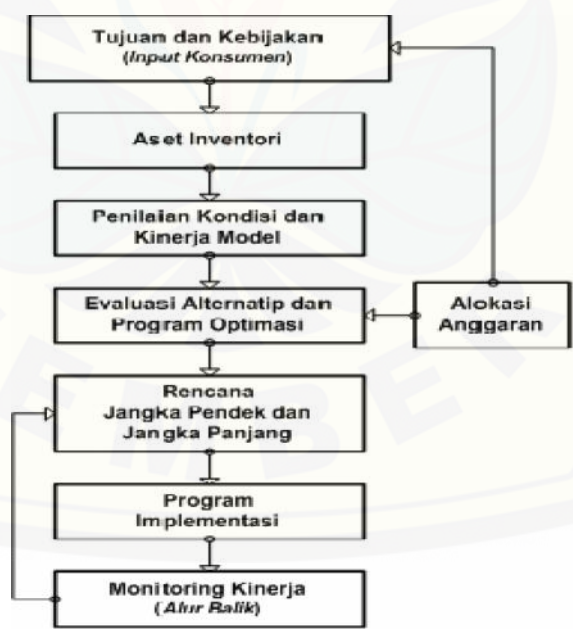 Tujuan dan Kebijakan
(Input Konsumen)
Aset Inventori
Penilaian Kondisi dan
Kinerja Model
Evaluasi Alternatip dan
Program Optimasi
Alokasi
Anggaran
Rencana
Jangka Pendek dan
Jangka Panjang
Program
Implementasi
Monitoring Kinerja
(Alur Balik)
EMBER